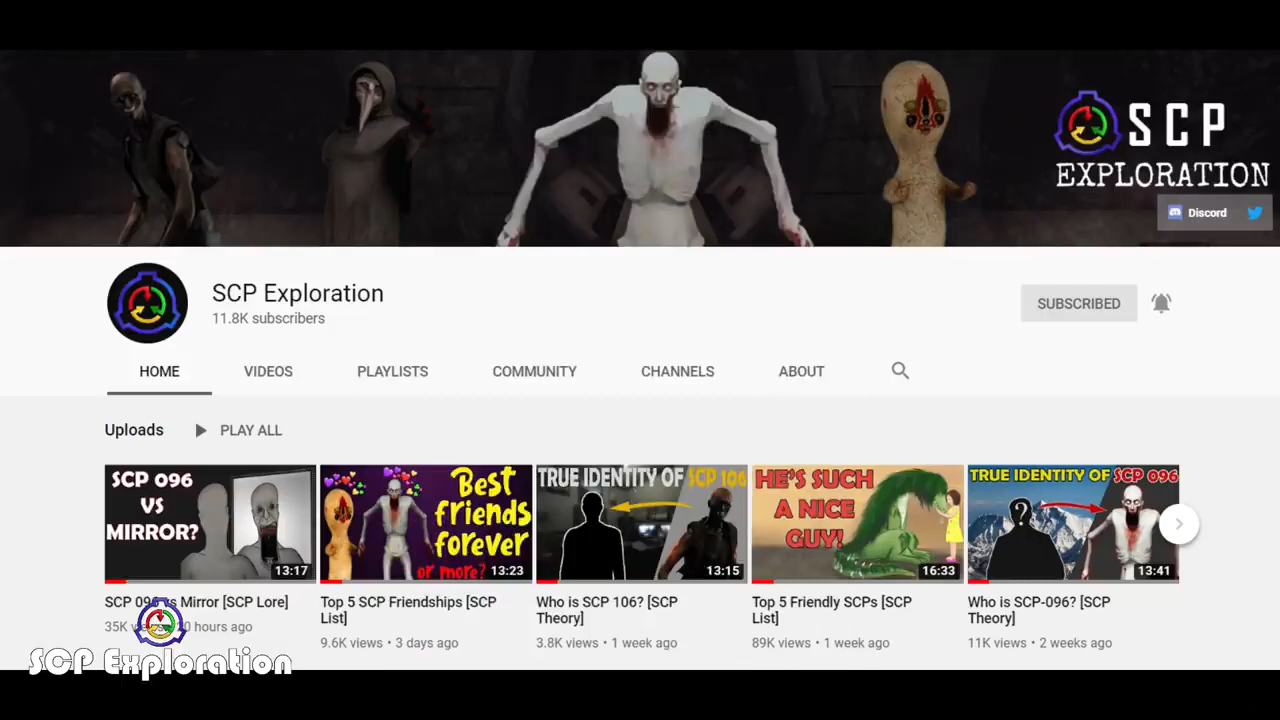 SCP
EXPLORATION
Discord
SCP Exploration
11.8K subscribers
SUBSCRIBED
HOME VIDEOS PLAYLISTS COMMUNITY CHANNELS ABOUT
Uploads PLAY ALL
SCP 096
VS
MIRROR?
13:17
Best
friends
forever
or more?
13:23
TRUE IDENTITY OF SCP 106
13:15
HE'S SUCH
A NICE
GUY!
16:33
TRUE IDENTITY OF SCP 096
?
13:41
SCP 096 vs Mirror [SCP Lore]
35K views • 20 hours ago
Top 5 SCP Friendships [SCP
List]
9.6K views • 3 days ago
Who is SCP 106? [SCP
Theory]
3.8K views • 1 week ago
Top 5 Friendly SCPs [SCP
List]
89K views • 1 week ago
Who is SCP-096? [SCP
Theory]
11K views • 2 weeks ago
SCP Exploration